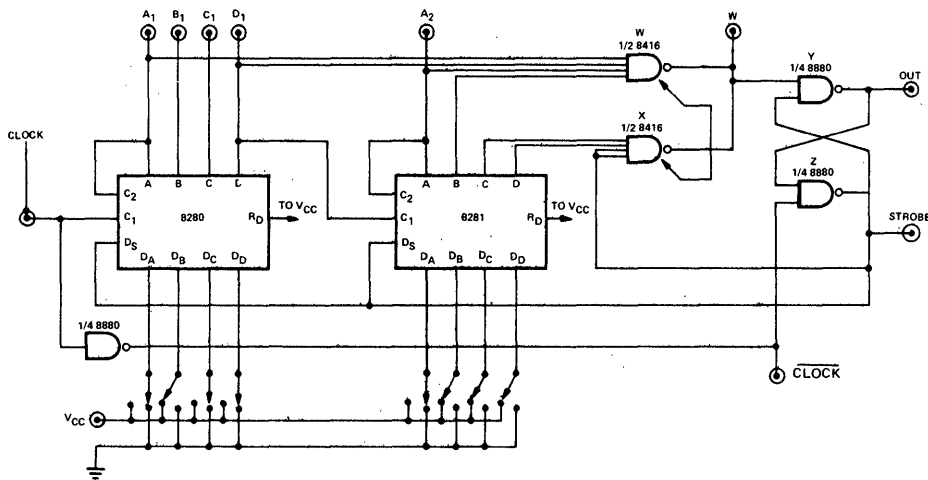 A1 B1 C1 D1 A2 W
W
1/2 8416
Y
1/4 8880
OUT
X
1/2 8416
CLOCK
Z
1/4 8880
A B C D
C2
C1
8280
RD
TO VCC
DS
DA DB DC DD
A B C D
C2
C1
8281
RD
TO VCC
DS
DA DB DC DD
STROBE
1/4 8880
CLOCK
VCC